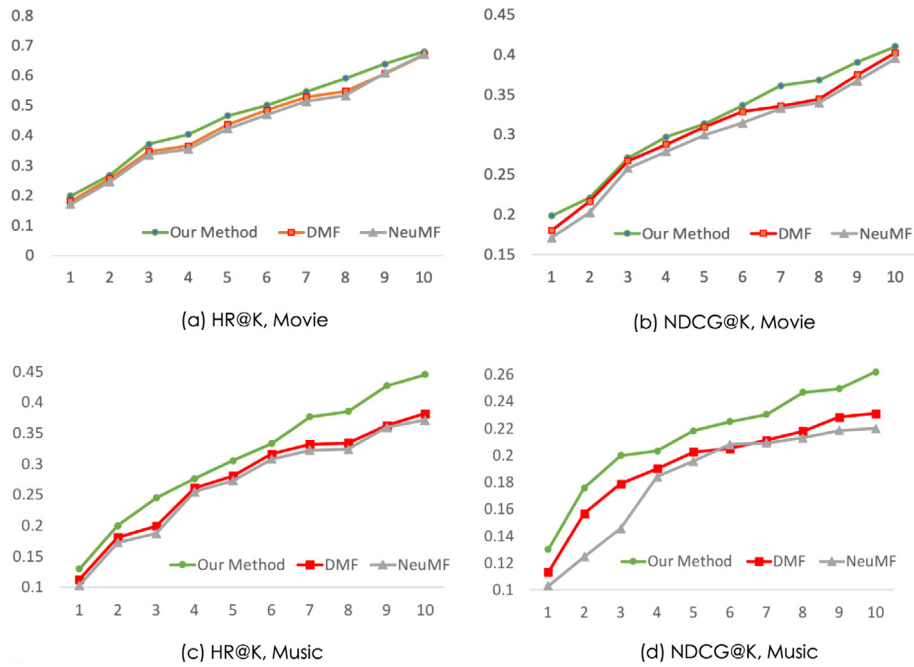 0.8
0.7
0.6
0.5
0.4
0.3
0.2
0.1
0
Our Method DMF NeuMF
1 2 3 4 5 6 7 8 9 10
(a) HR@K, Movie
0.45
0.4
0.35
0.3
0.25
0.2
0.15
Our Method DMF NeuMF
1 2 3 4 5 6 7 8 9 10
(b) NDCG@K, Movie
0.45
0.4
0.35
0.3
0.25
0.2
0.15
0.1
Our Method DMF NeuMF
1 2 3 4 5 6 7 8 9 10
(c) HR@K, Music
0.26
0.24
0.22
0.2
0.18
0.16
0.14
0.12
0.1
Our Method DMF NeuMF
1 2 3 4 5 6 7 8 9 10
(d) NDCG@K, Music